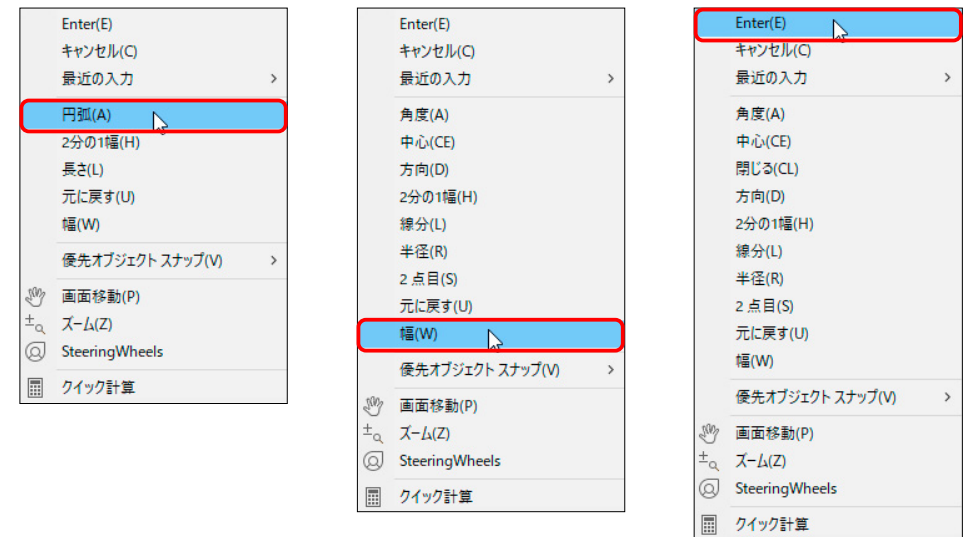 Enter(E)
キャンセル(C)
最近の入力
円弧(A)
2分の1幅(H)
長さ(L)
元に戻す(U)
幅(W)
優先オブジェクト スナップ(V)
画面移動(P)
ズーム(Z)
SteeringWheels
クイック計算
Enter(E)
キャンセル(C)
最近の入力
角度(A)
中心(CE)
方向(D)
2分の1幅(H)
線分(L)
半径(R)
2 点目(S)
元に戻す(U)
幅(W)
優先オブジェクト スナップ(V)
画面移動(P)
ズーム(Z)
SteeringWheels
クイック計算
Enter(E)
キャンセル(C)
最近の入力
角度(A)
中心(CE)
閉じる(CL)
方向(D)
2分の1幅(H)
線分(L)
半径(R)
2 点目(S)
元に戻す(U)
幅(W)
優先オブジェクト スナップ(V)
画面移動(P)
ズーム(Z)
SteeringWheels
クイック計算